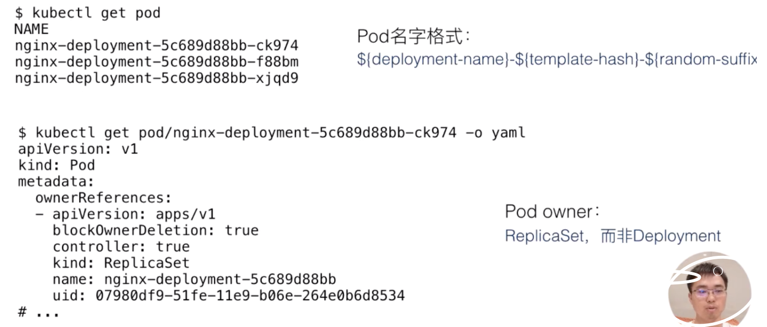 $ kubectl get pod
NAME
nginx-deployment-5c689d88bb-ck974
nginx-deployment-5c689d88bb-f88bm
nginx-deployment-5c689d88bb-xjqd9
Pod名字格式：
${deployment-name}-${template-hash}-${random-suffix
$ kubectl get pod/nginx-deployment-5c689d88bb-ck974 -o yaml
apiVersion: v1
kind: Pod
metadata:
  ownerReferences:
  - apiVersion: apps/v1
    blockOwnerDeletion: true
    controller: true
    kind: ReplicaSet
    name: nginx-deployment-5c689d88bb
    uid: 07980df9-51fe-11e9-b06e-264e0b6d8534
# ...
Pod owner：
ReplicaSet，而非Deployment